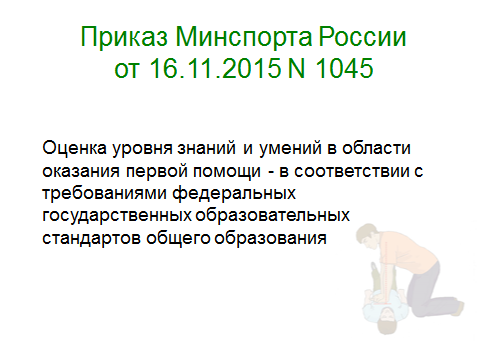 Приказ Минспорта России
от 16.11.2015 N 1045
Оценка уровня знаний и умений в области
оказания первой помощи - в соответствии с
требованиями федеральных
государственных образовательных
стандартов общего образования